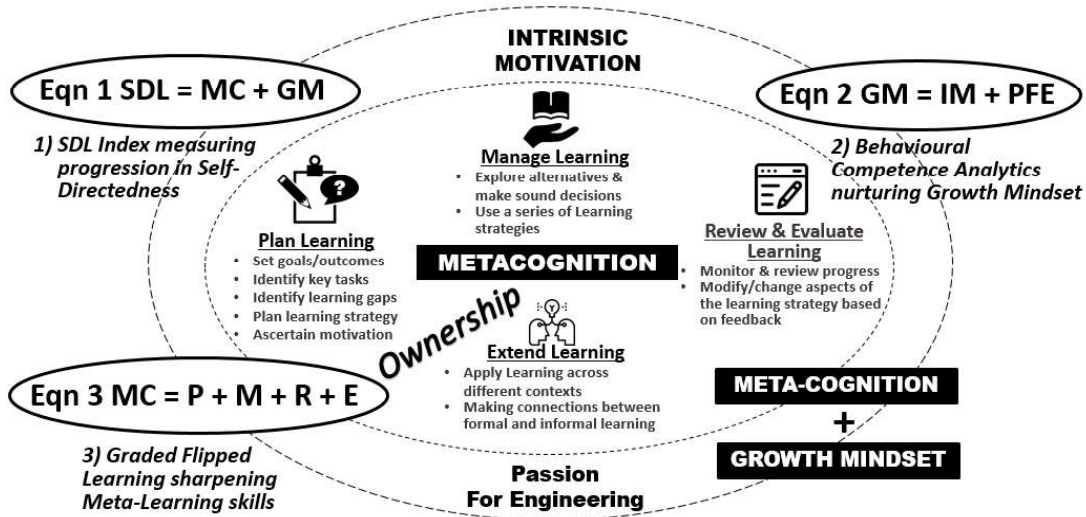 INTRINSIC
MOTIVATION
Eqn 1 SDL = MC + GM
1) SDL Index measuring
progression in Self-
Directedness
Eqn 2 GM = IM + PFE
2) Behavioural
Competence Analytics
nurturing Growth Mindset
Manage Learning
• Explore alternatives &
make sound decisions
• Use a series of Learning
strategies
?
Plan Learning
• Set goals/outcomes
• Identify key tasks
• Identify learning gaps
• Plan learning strategy
• Ascertain motivation
METACOGNITION
Review & Evaluate
Learning
• Monitor & review progress
• Modify/change aspects of
the learning strategy based
on feedback
Ownership
Extend Learning
• Apply Learning across
different contexts
• Making connections between
formal and informal learning
Eqn 3 MC = P + M + R + E
3) Graded Flipped
Learning sharpening
Meta-Learning skills
META-COGNITION
+
GROWTH MINDSET
Passion
For Engineering